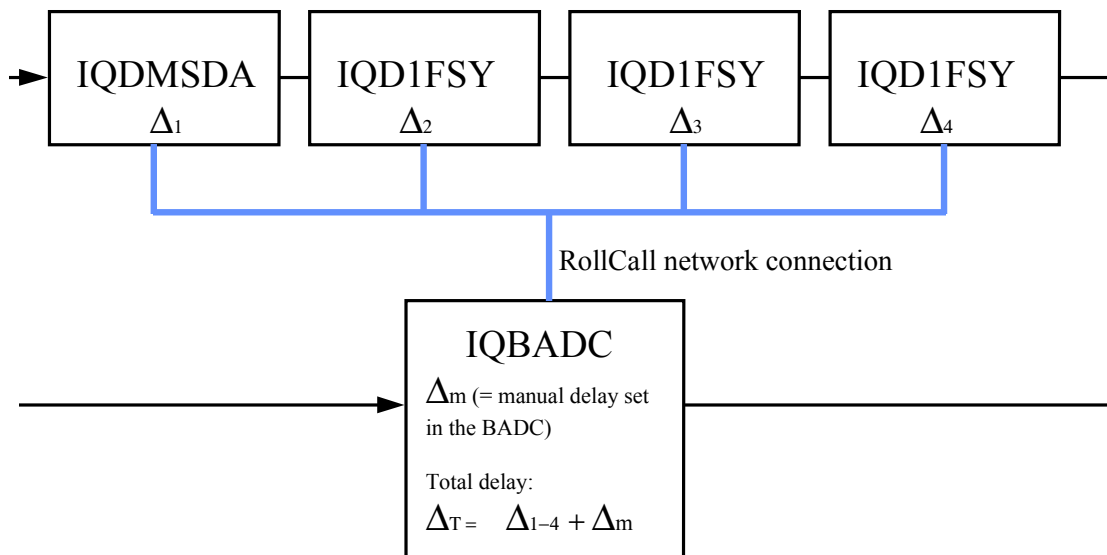 IQDMSDA
Δ1
IQD1FSY
Δ2
IQD1FSY
Δ3
IQD1FSY
Δ4
RollCall network connection
IQBADC
Δm (= manual delay set
in the BADC)
Total delay:
ΔT = Δ1–4 + Δm